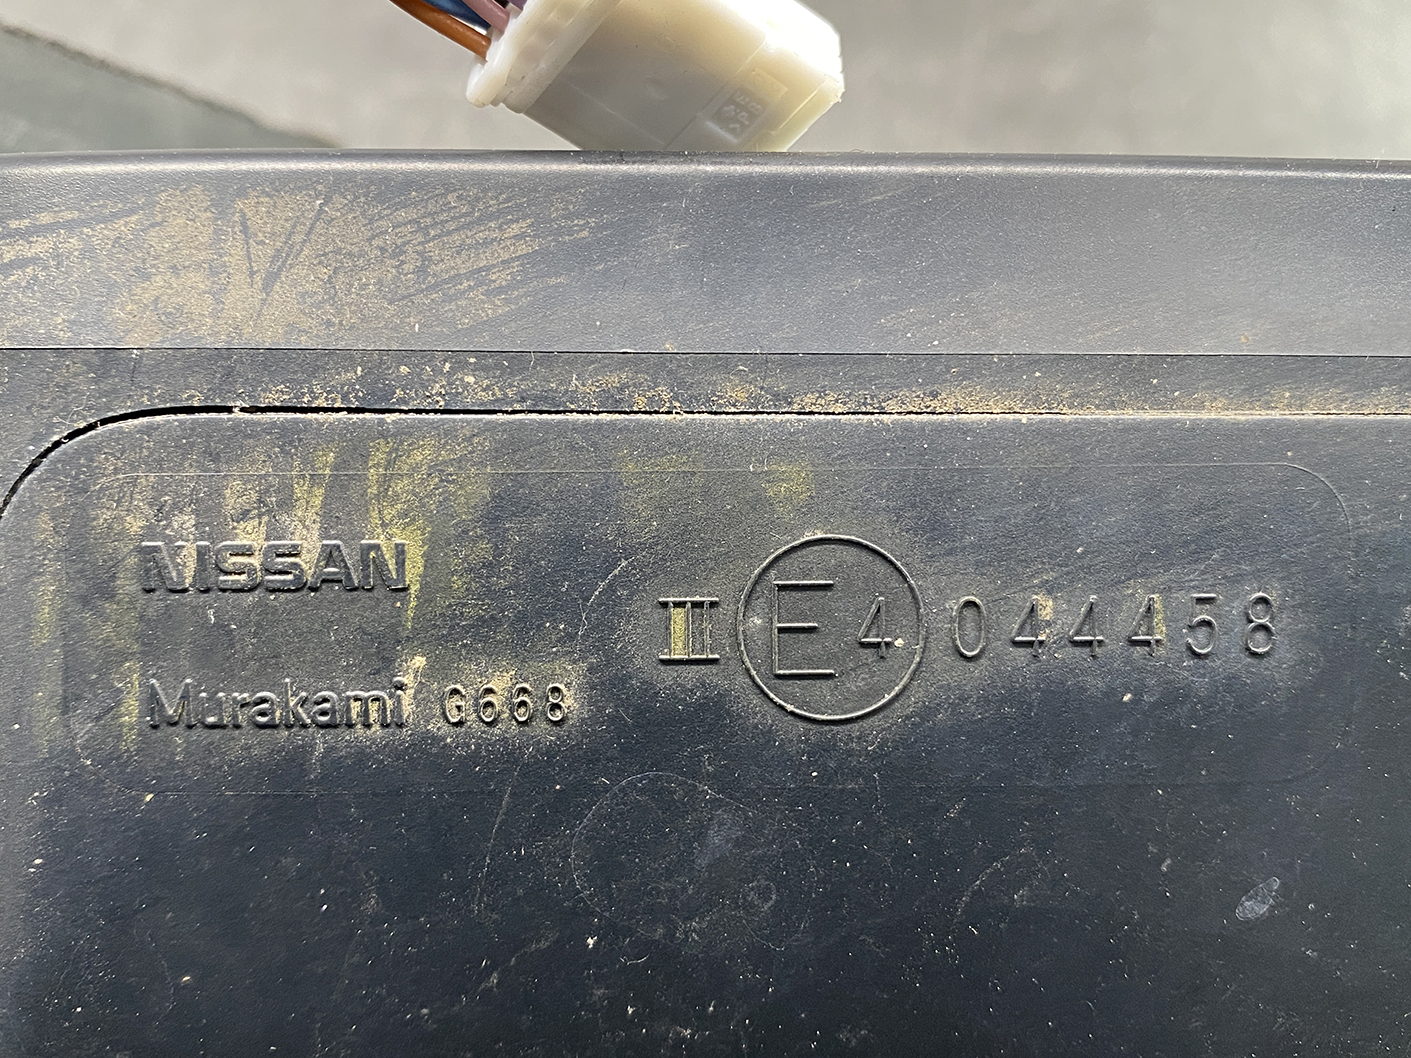 NISSAN
Murakami G668
III E4 044458